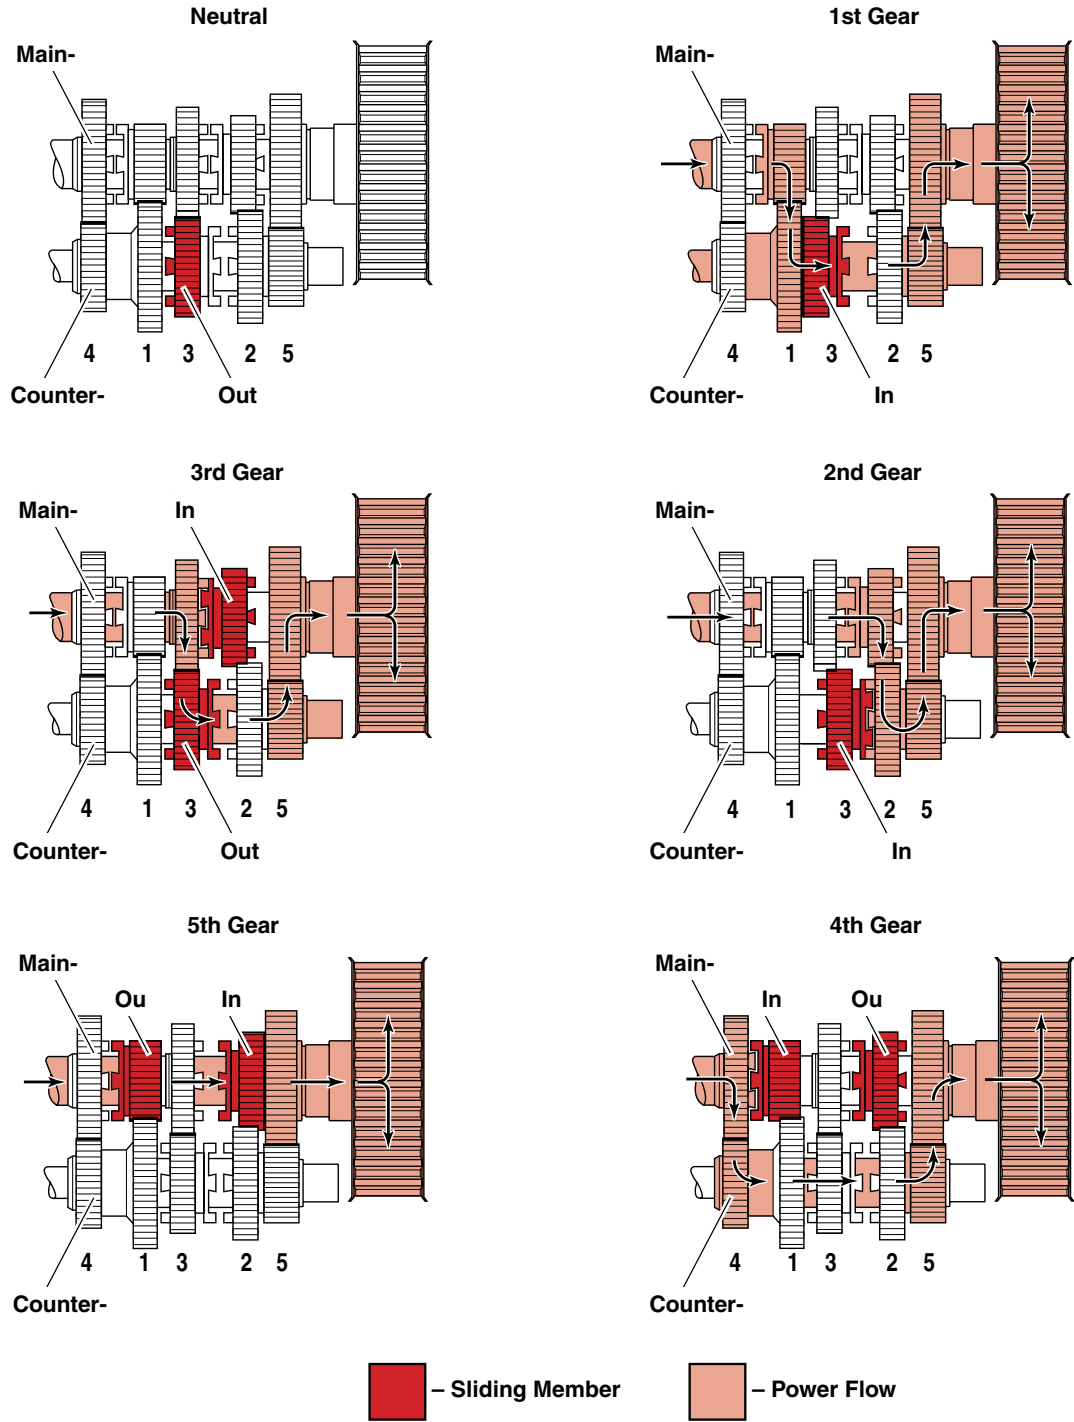 Neutral
Main-
4 1 3 2 5
Counter-
Out
1st Gear
Main-
4 1 3 2 5
Counter-
In
3rd Gear
Main-
In
4 1 3 2 5
Counter-
Out
2nd Gear
Main-
4 1 3 2 5
Counter-
In
5th Gear
Main-
Ou
In
4 1 3 2 5
Counter-
4th Gear
Main-
In
Ou
4 1 3 2 5
Counter-
– Sliding Member
– Power Flow